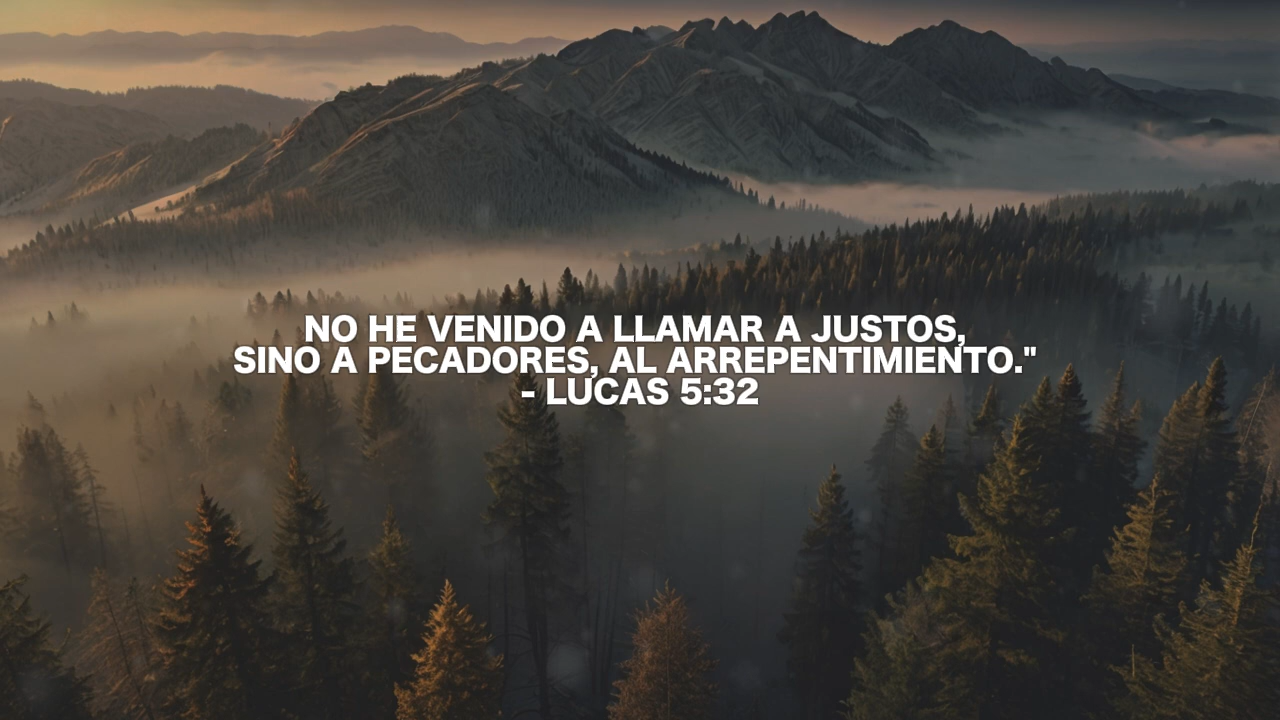 NO HE VENIDO A LLAMAR A JUSTOS,
SINO A PECADORES, AL ARREPENTIMIENTO."
- LUCAS 5:32